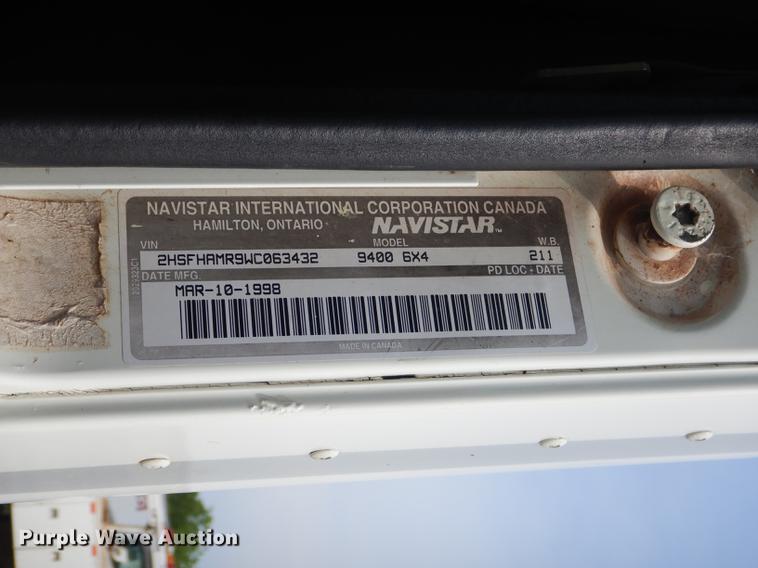 NAVISTAR INTERNATIONAL CORPORATION CANADA
HAMILTON, ONTARIO NAVISTAR™
VIN MODEL W.B.
2HSFHAMR9WC063432 9400 6X4 211
DATE MFG. PD LOC - DATE
MAR-10-1998
MADE IN CANADA
Purple Wave Auction